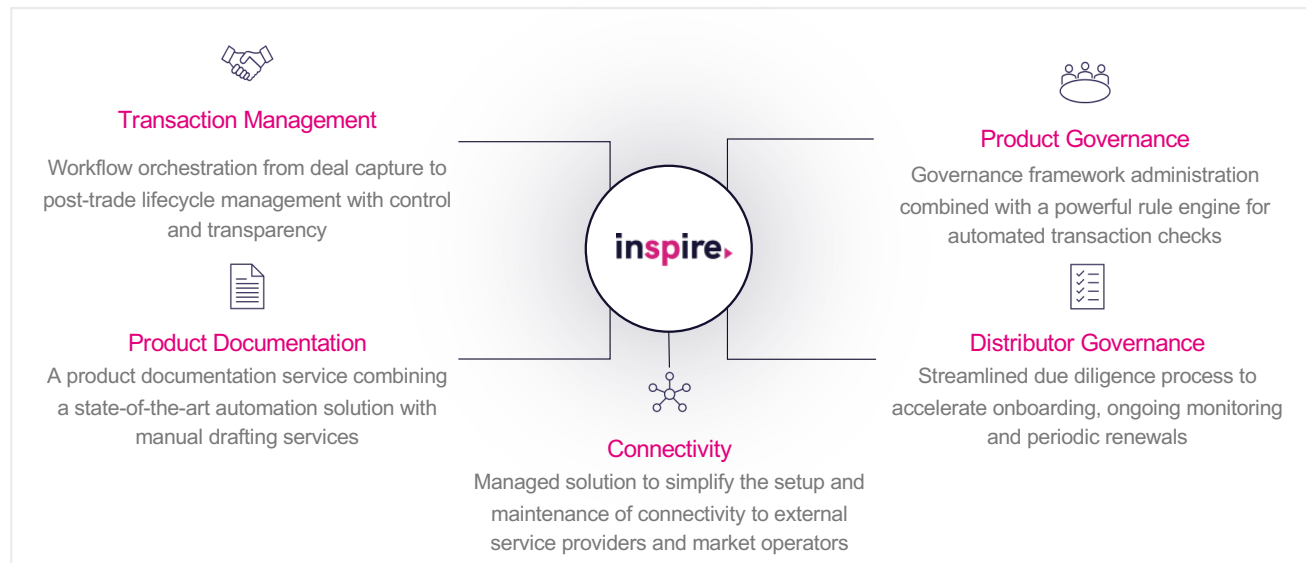 Transaction Management
Workflow orchestration from deal capture to
post-trade lifecycle management with control
and transparency
Product Documentation
A product documentation service combining
a state-of-the-art automation solution with
manual drafting services
inspire
Connectivity
Managed solution to simplify the setup and
maintenance of connectivity to external
service providers and market operators
Product Governance
Governance framework administration
combined with a powerful rule engine for
automated transaction checks
Distributor Governance
Streamlined due diligence process to
accelerate onboarding, ongoing monitoring
and periodic renewals